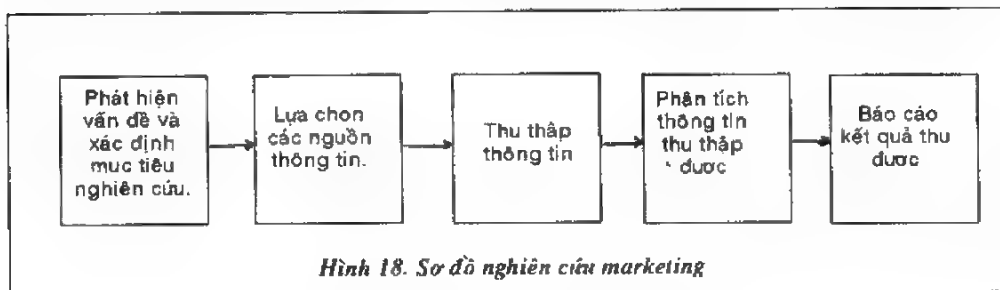 Phát hiện
vấn đề và
xác định
mục tiêu
nghiên cứu.
Lựa chọn
các nguồn
thông tin.
Thu thập
thông tin
Phân tích
thông tin
thu thập
được
Báo cáo
kết quả thu
được
Hình 18. Sơ đồ nghiên cứu marketing